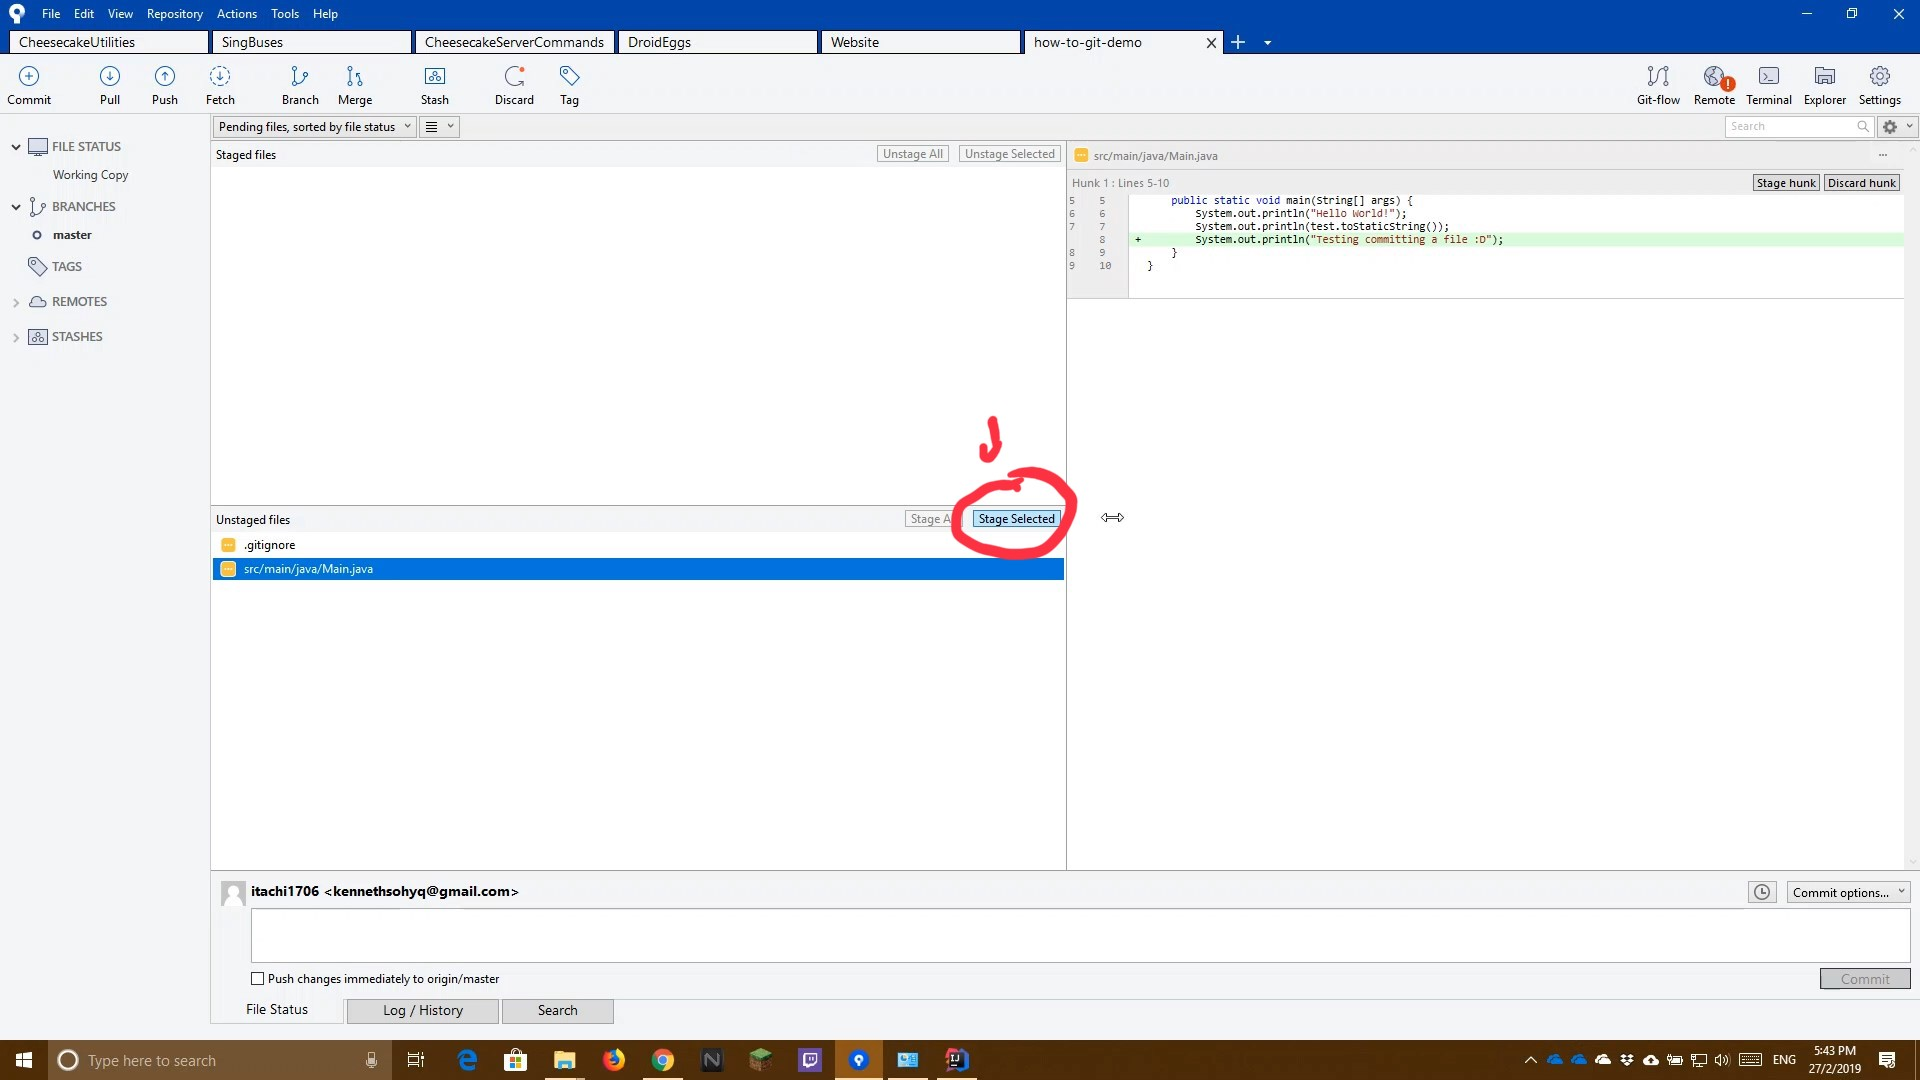 File Edit View Repository Actions Tools Help
CheesecakeUtilities SingBuses CheesecakeServerCommands DroidEggs Website how-to-git-demo
Commit Pull Push Fetch Branch Merge Stash Discard Tag Git-flow Remote Terminal Explorer Settings
Pending files, sorted by file status Search
FILE STATUS
Working Copy
BRANCHES
master
TAGS
REMOTES
STASHES
Staged files Unstage All Unstage Selected
Unstaged files Stage Stage Selected
.gitignore
src/main/java/Main.java
src/main/java/Main.java
Hunk 1 : Lines 5-10 Stage hunk Discard hunk
5 5 public static void main(String[] args) {
6 6 System.out.println("Hello World!");
7 7 System.out.println(test.toStaticString());
8 + System.out.println("Testing committing a file :D");
8 9 }
9 10 }
itachi1706 <kennethsohyq@gmail.com> Commit options...
Push changes immediately to origin/master Commit
File Status Log / History Search
Type here to search ENG 5:43 PM
27/2/2019